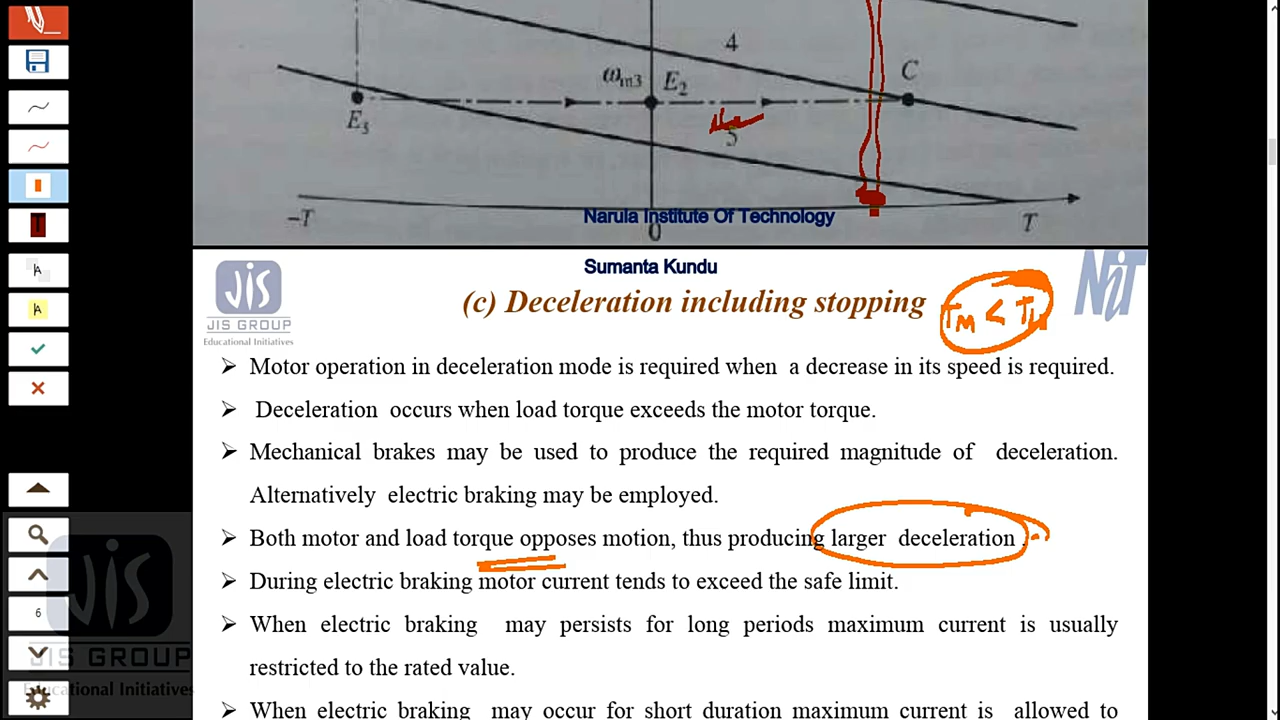 4
ωm3 E2
C
E3
5
−T
Narula Institute Of Technology
0
T
Sumanta Kundu
JIS
JIS GROUP
Educational Initiatives
NiT
(c) Deceleration including stopping
TM < TL
➢ Motor operation in deceleration mode is required when a decrease in its speed is required.
➢ Deceleration occurs when load torque exceeds the motor torque.
➢ Mechanical brakes may be used to produce the required magnitude of deceleration.
Alternatively electric braking may be employed.
➢ Both motor and load torque opposes motion, thus producing larger deceleration .
➢ During electric braking motor current tends to exceed the safe limit.
➢ When electric braking may persists for long periods maximum current is usually
restricted to the rated value.
➢ When electric braking may occur for short duration maximum current is allowed to
T
A
A
6
JIS GROUP
Educational Initiatives